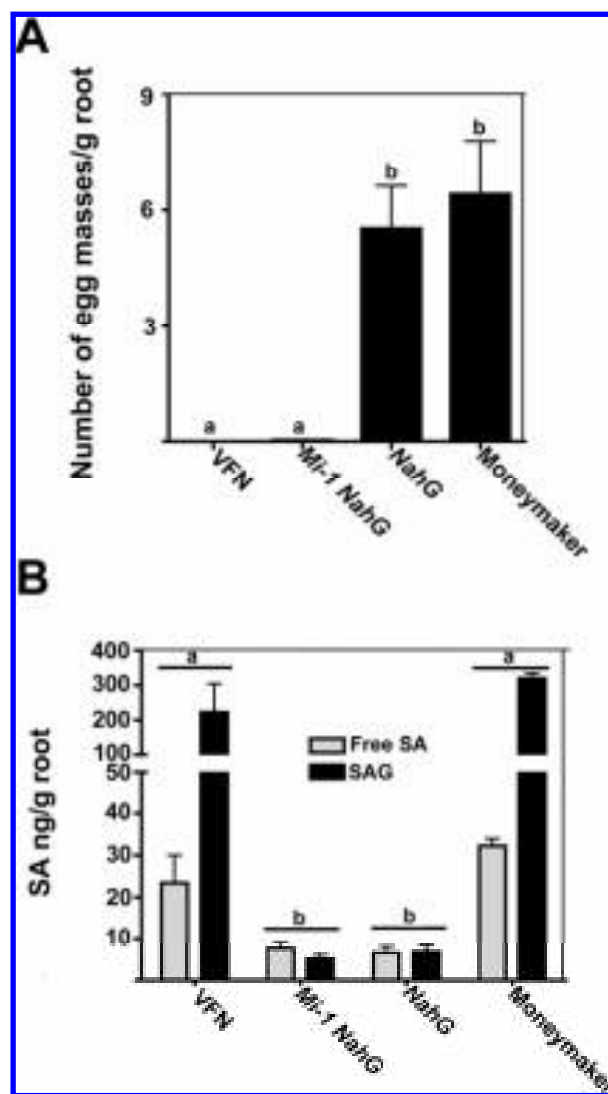 A
Number of egg masses/g root
9
6
3
a
a
b
b
VFN
Mi-1 NahG
NahG
Moneymaker
B
SA ng/g root
400
300
200
100
50
40
30
20
10
a
b
b
a
Free SA
SAG
VFN
Mi-1 NahG
NahG
Moneymaker